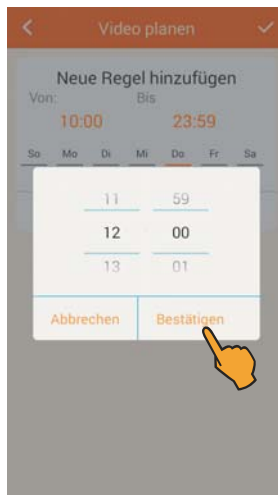 Video planen
Neue Regel hinzufügen
Von: Bis
10:00 23:59
So Mo Di Mi Do Fr Sa
11 59
12 00
13 01
Abbrechen Bestätigen